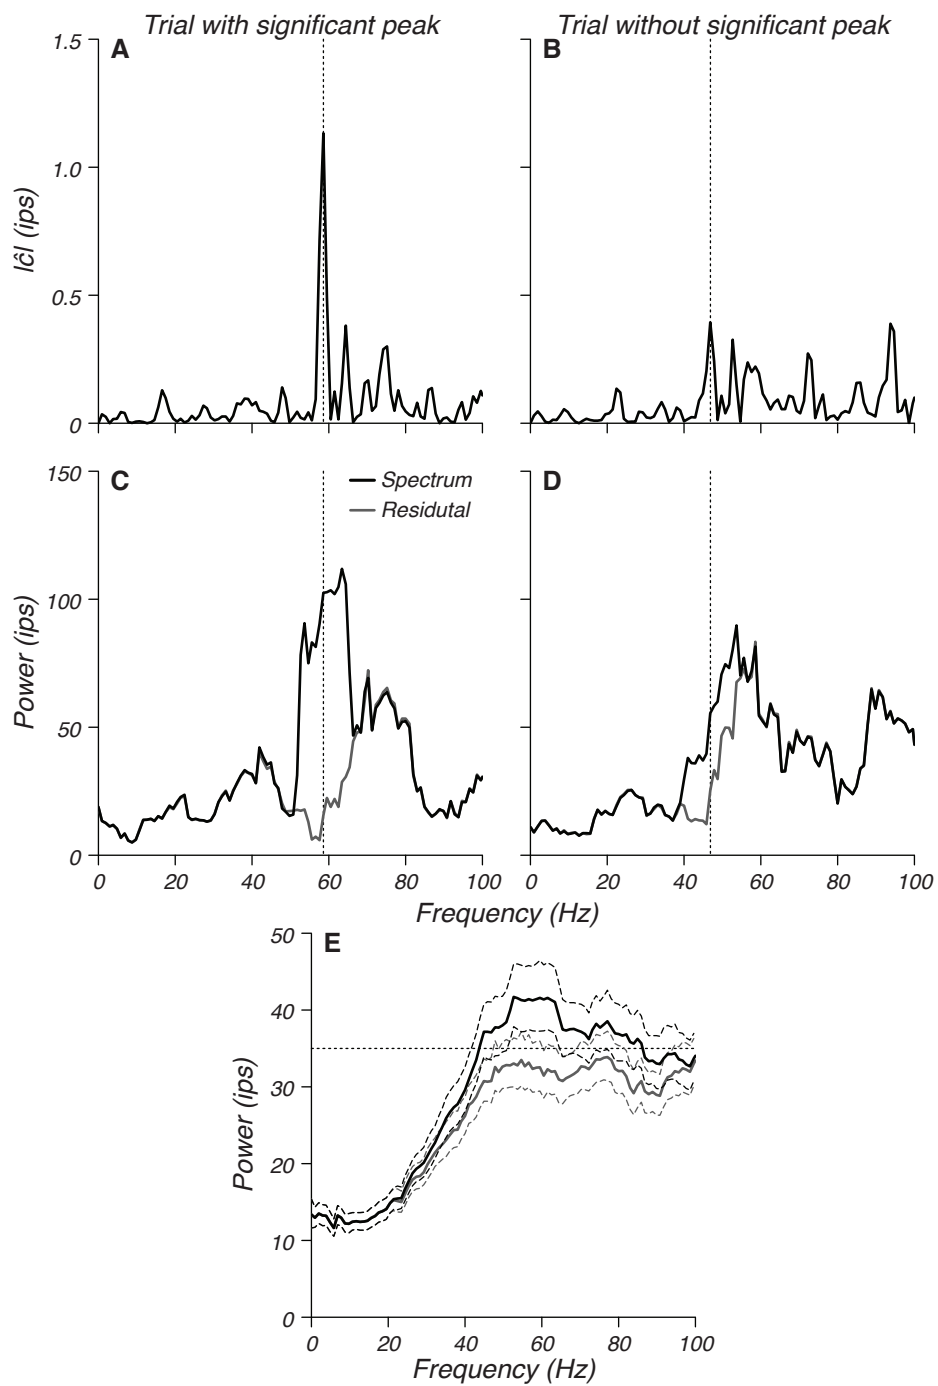 Trial with significant peak
Trial without significant peak
A
B
1.5
1.0
0.5
0
|ĉ| (ips)
C
D
Spectrum
Residutal
150
100
50
0
Power (ips)
0 20 40 60 80 100
0 20 40 60 80 100
Frequency (Hz)
E
50
40
30
20
10
0
Power (ips)
0 20 40 60 80 100
Frequency (Hz)